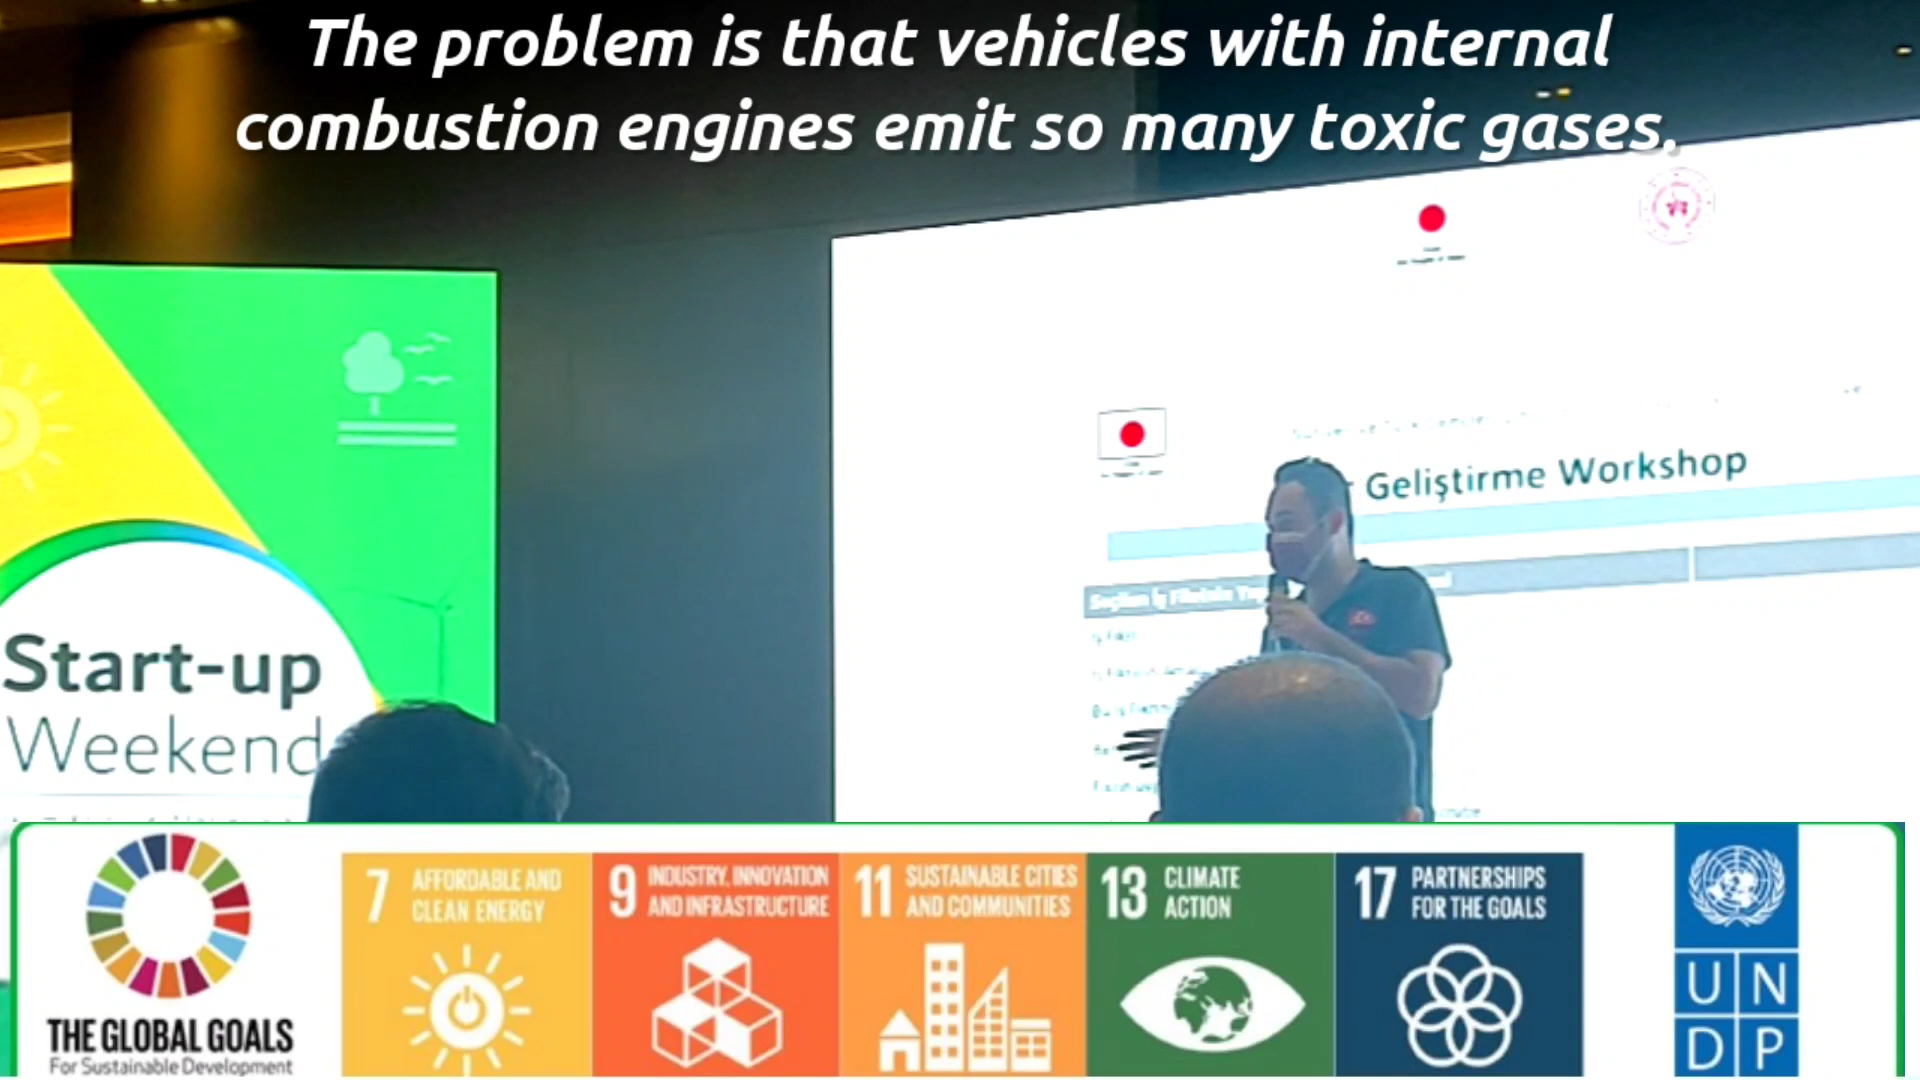 The problem is that vehicles with internal
combustion engines emit so many toxic gases.
Geliştirme Workshop
Start-up
Weekend
THE GLOBAL GOALS
For Sustainable Development
7 AFFORDABLE AND
CLEAN ENERGY
9 INDUSTRY, INNOVATION
AND INFRASTRUCTURE
11 SUSTAINABLE CITIES
AND COMMUNITIES
13 CLIMATE
ACTION
17 PARTNERSHIPS
FOR THE GOALS
UN
DP